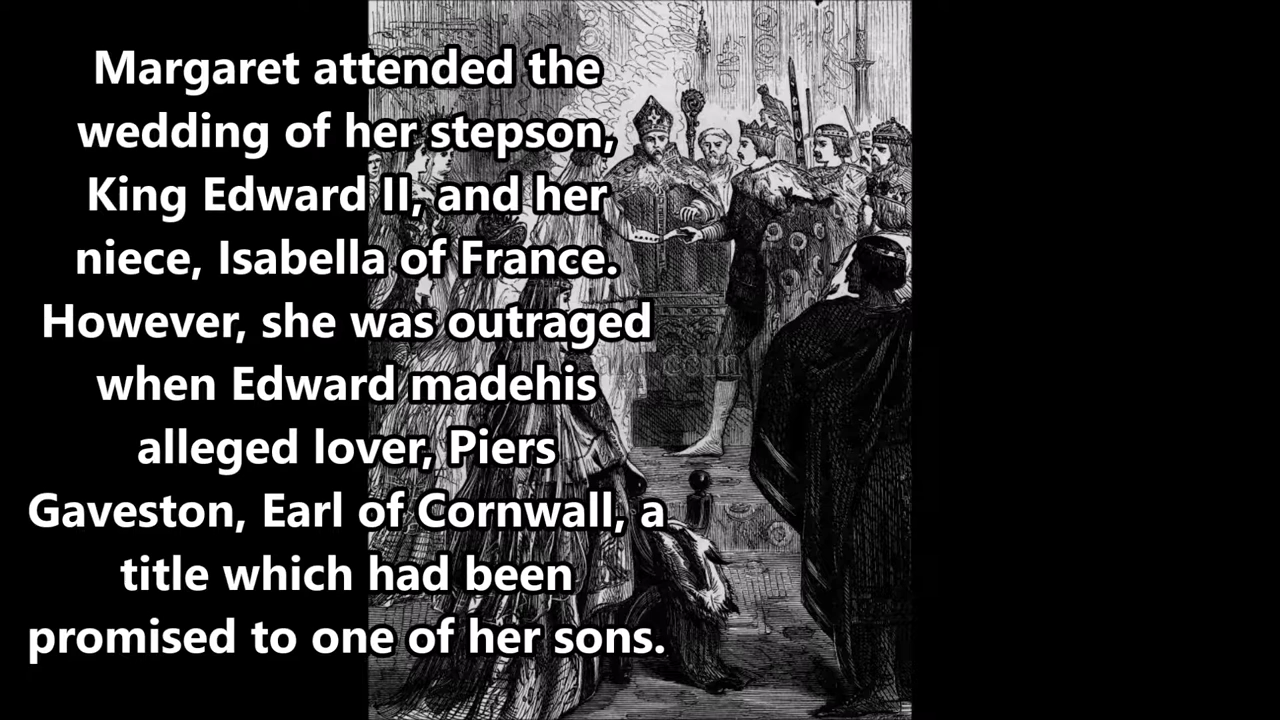 Margaret attended the
wedding of her stepson,
King Edward II, and her
niece, Isabella of France.
However, she was outraged
when Edward madehis
alleged lover, Piers
Gaveston, Earl of Cornwall, a
title which had been
promised to one of her sons.